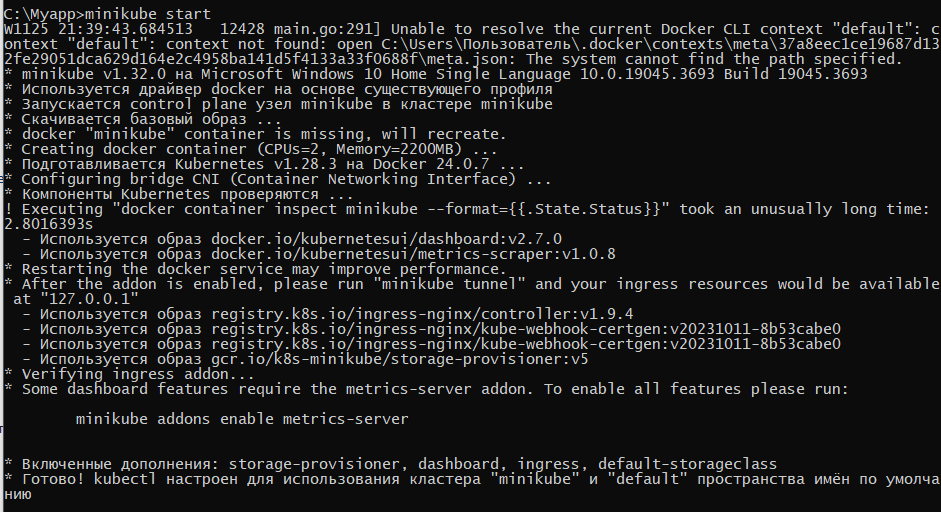 C:\Myapp>minikube start
W1125 21:39:43.684513   12428 main.go:291] Unable to resolve the current Docker CLI context "default": c
ontext "default": context not found: open C:\Users\Пользователь\.docker\contexts\meta\37a8eec1ce19687d13
2fe29051dca629d164e2c4958ba141d5f4133a33f0688f\meta.json: The system cannot find the path specified.
* minikube v1.32.0 на Microsoft Windows 10 Home Single Language 10.0.19045.3693 Build 19045.3693
* Используется драйвер docker на основе существующего профиля
* Запускается control plane узел minikube в кластере minikube
* Скачивается базовый образ ...
* docker "minikube" container is missing, will recreate.
* Creating docker container (CPUs=2, Memory=2200MB) ...
* Подготавливается Kubernetes v1.28.3 на Docker 24.0.7 ...
* Configuring bridge CNI (Container Networking Interface) ...
* Компоненты Kubernetes проверяются ...
! Executing "docker container inspect minikube --format={{.State.Status}}" took an unusually long time:
2.8016393s
  - Используется образ docker.io/kubernetesui/dashboard:v2.7.0
  - Используется образ docker.io/kubernetesui/metrics-scraper:v1.0.8
* Restarting the docker service may improve performance.
* After the addon is enabled, please run "minikube tunnel" and your ingress resources would be available
 at "127.0.0.1"
  - Используется образ registry.k8s.io/ingress-nginx/controller:v1.9.4
  - Используется образ registry.k8s.io/ingress-nginx/kube-webhook-certgen:v20231011-8b53cabe0
  - Используется образ registry.k8s.io/ingress-nginx/kube-webhook-certgen:v20231011-8b53cabe0
  - Используется образ gcr.io/k8s-minikube/storage-provisioner:v5
* Verifying ingress addon...
* Some dashboard features require the metrics-server addon. To enable all features please run:
        minikube addons enable metrics-server
* Включенные дополнения: storage-provisioner, dashboard, ingress, default-storageclass
* Готово! kubectl настроен для использования кластера "minikube" и "default" пространства имён по умолча
нию